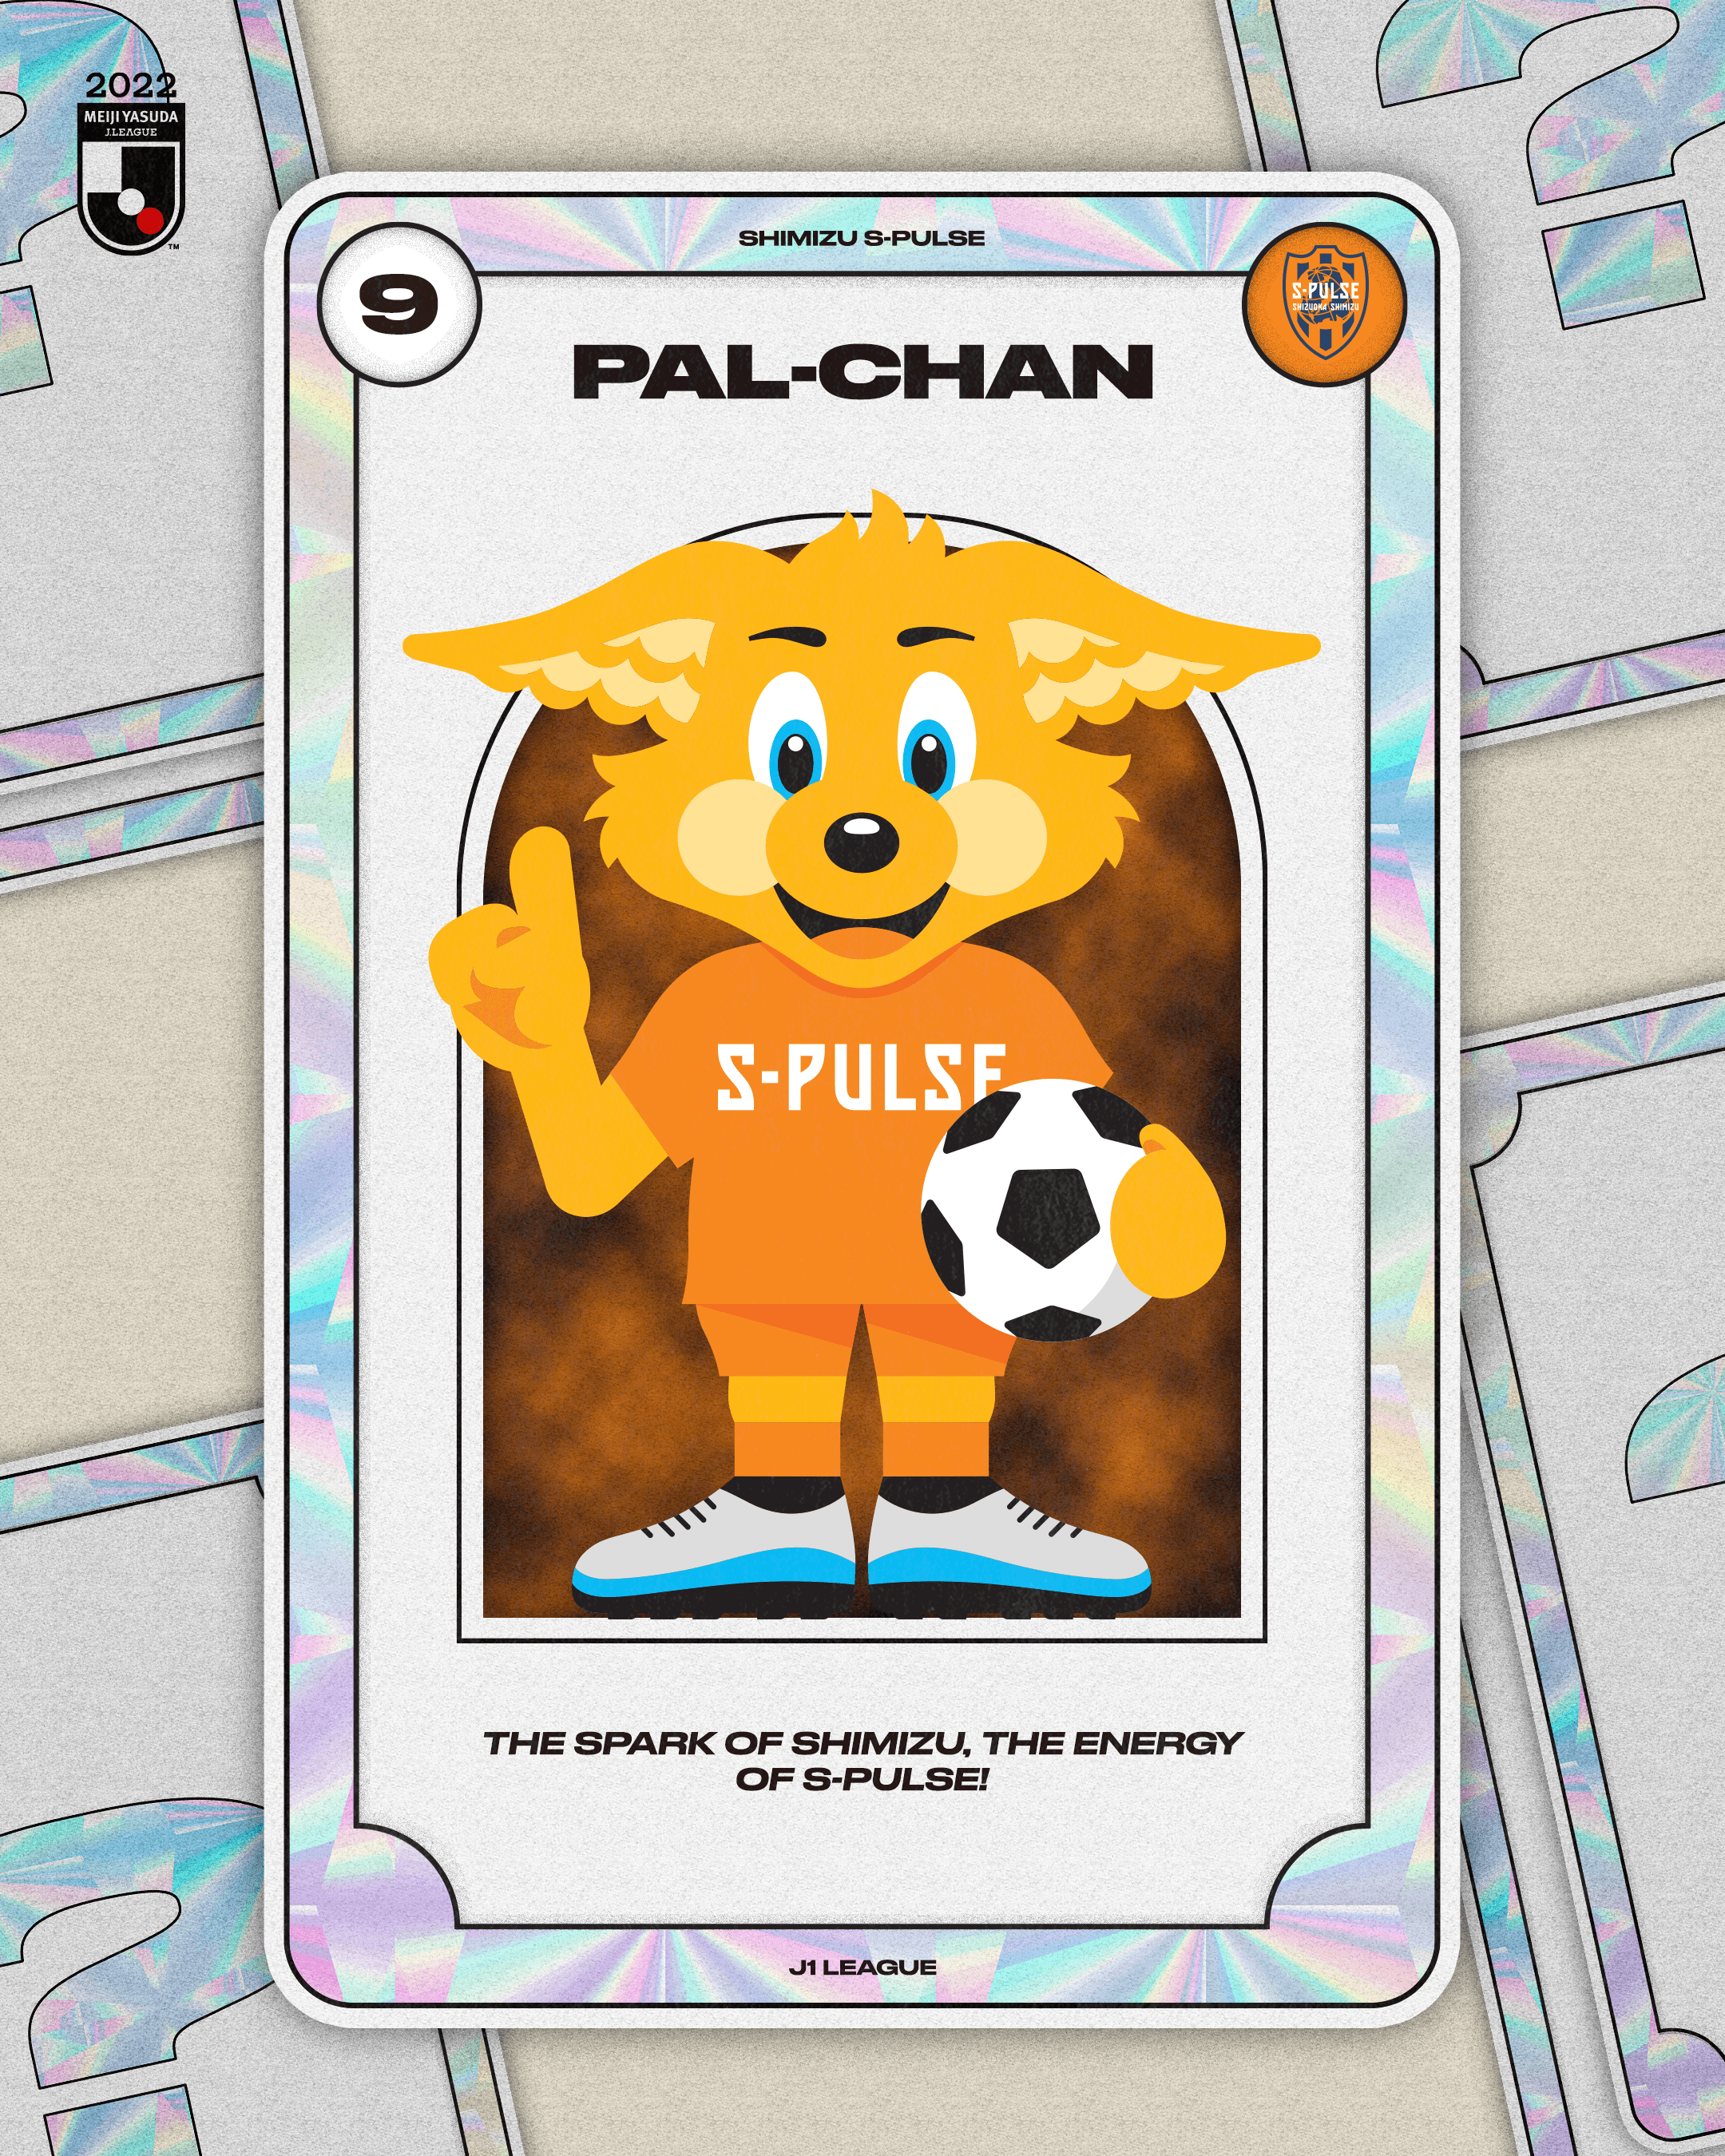 2022
MEIJI YASUDA
J.LEAGUE
TM
SHIMIZU S-PULSE
9
S-PULSE
SHIZUOKA SHIMIZU
PAL-CHAN
S-PULSE
THE SPARK OF SHIMIZU, THE ENERGY
OF S-PULSE!
J1 LEAGUE